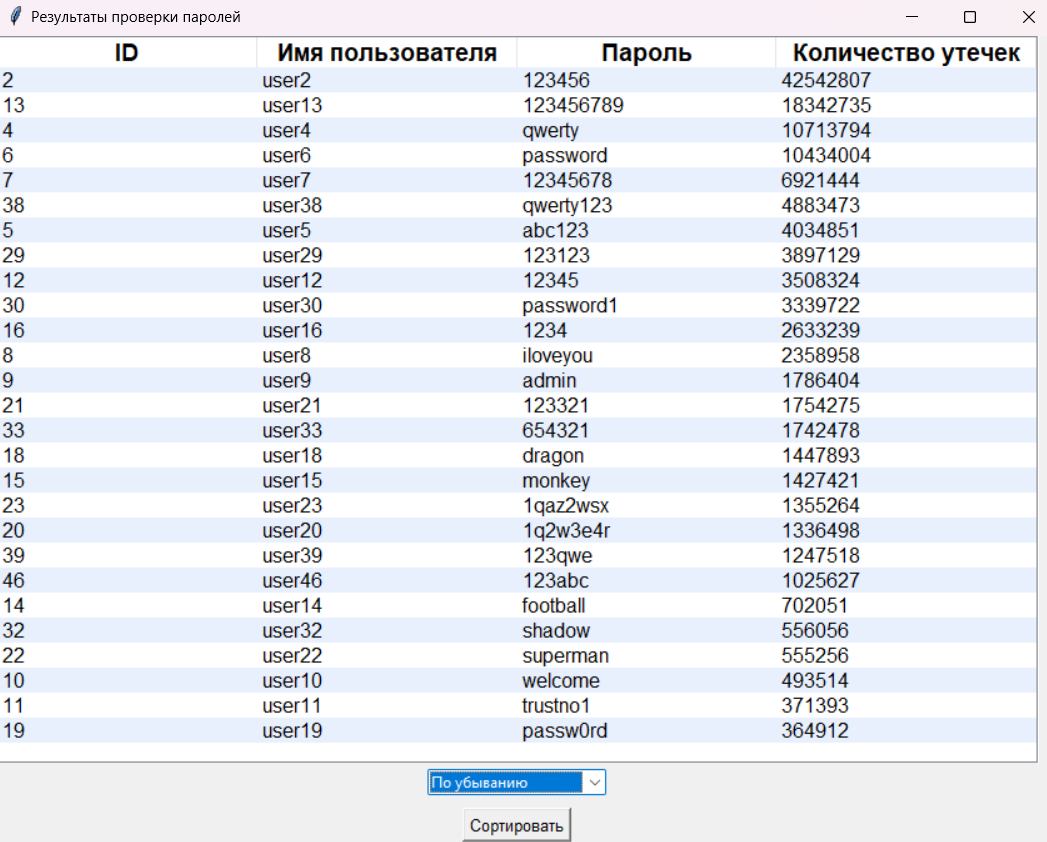 Результаты проверки паролей
ID Имя пользователя Пароль Количество утечек
2 user2 123456 42542807
13 user13 123456789 18342735
4 user4 qwerty 10713794
6 user6 password 10434004
7 user7 12345678 6921444
38 user38 qwerty123 4883473
5 user5 abc123 4034851
29 user29 123123 3897129
12 user12 12345 3508324
30 user30 password1 3339722
16 user16 1234 2633239
8 user8 iloveyou 2358958
9 user9 admin 1786404
21 user21 123321 1754275
33 user33 654321 1742478
18 user18 dragon 1447893
15 user15 monkey 1427421
23 user23 1qaz2wsx 1355264
20 user20 1q2w3e4r 1336498
39 user39 123qwe 1247518
46 user46 123abc 1025627
14 user14 football 702051
32 user32 shadow 556056
22 user22 superman 555256
10 user10 welcome 493514
11 user11 trustno1 371393
19 user19 passw0rd 364912
По убыванию
Сортировать